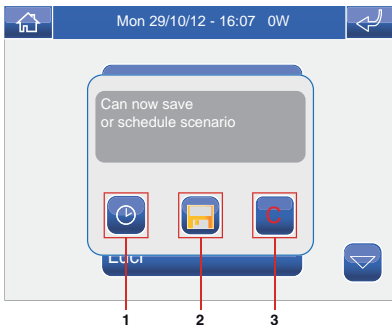 Mon 29/10/12 - 16:07 0W
Can now save
or schedule scenario
C
Luci
1 2 3